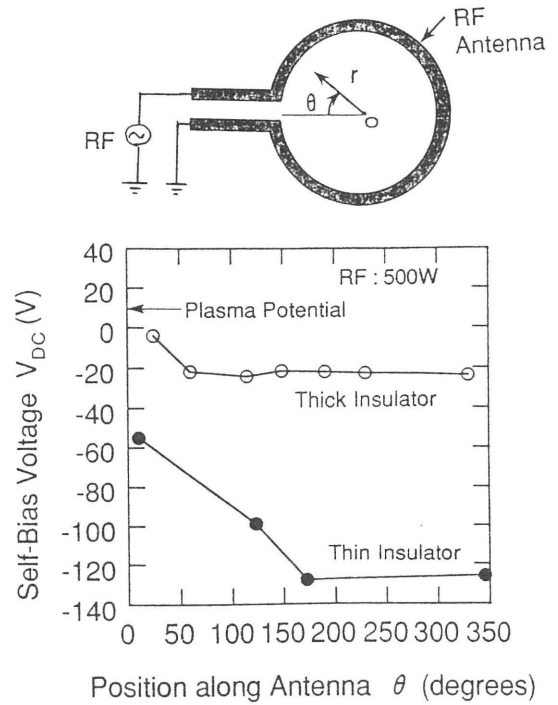 RF
Antenna
r
θ
O
RF
Self-Bias Voltage V_DC (V)
40
20
0
-20
-40
-60
-80
-100
-120
-140
RF : 500W
Plasma Potential
Thick Insulator
Thin Insulator
0 50 100 150 200 250 300 350
Position along Antenna θ (degrees)